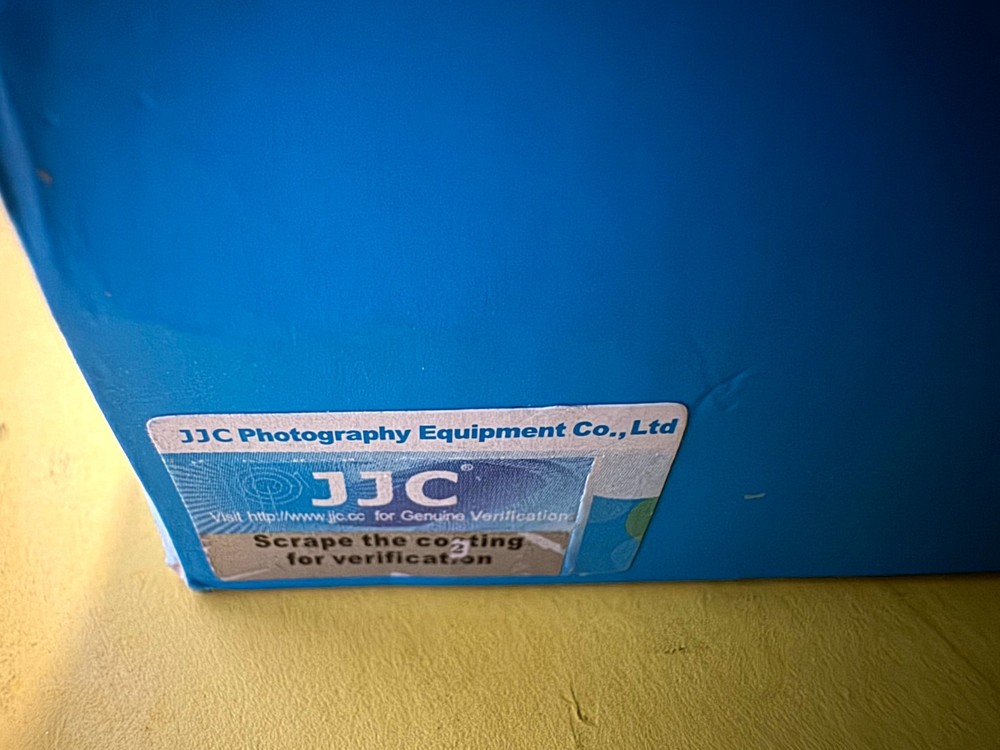 JJC Photography Equipment Co., Ltd
JJC®
Visit http://www.jjc.cc for Genuine Verification
Scrape the coating
for verification
2